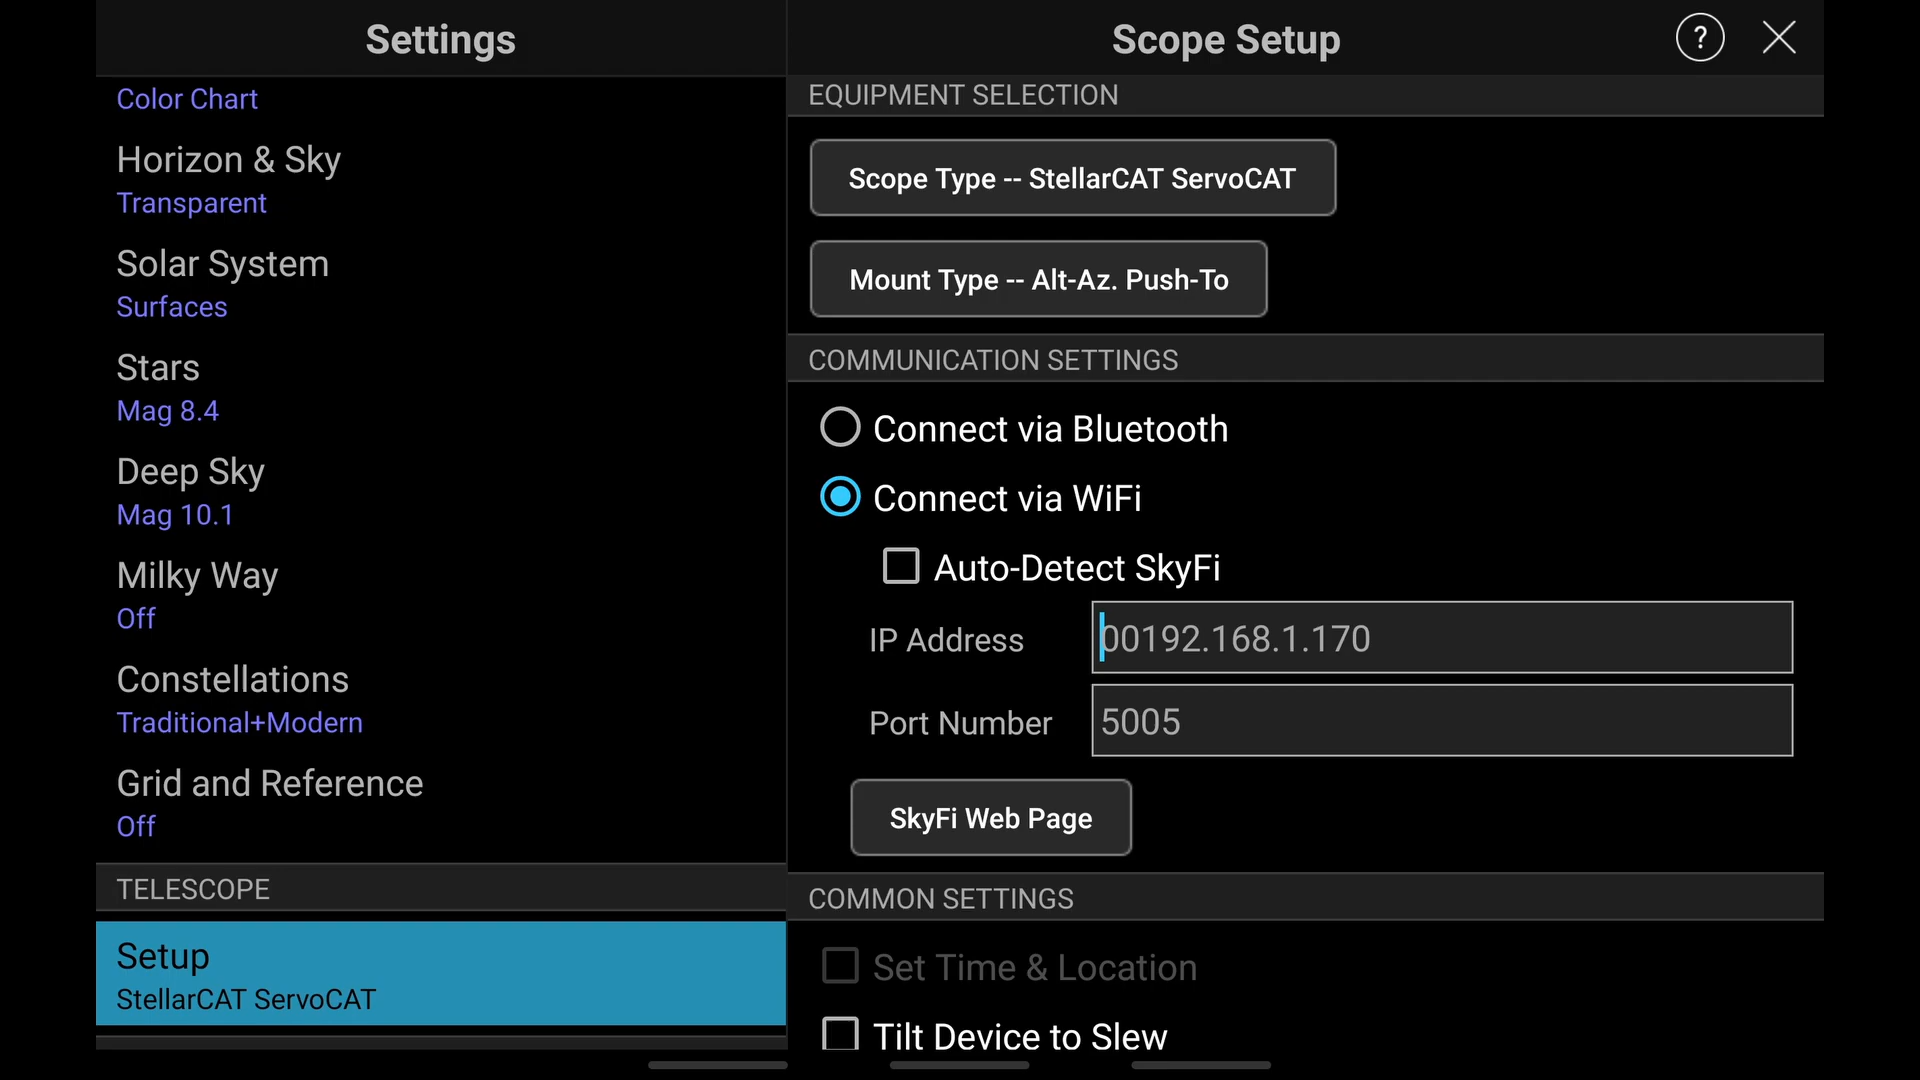 Settings
Color Chart
Horizon & Sky
Transparent
Solar System
Surfaces
Stars
Mag 8.4
Deep Sky
Mag 10.1
Milky Way
Off
Constellations
Traditional+Modern
Grid and Reference
Off
TELESCOPE
Setup
StellarCAT ServoCAT
Scope Setup
?
EQUIPMENT SELECTION
Scope Type -- StellarCAT ServoCAT
Mount Type -- Alt-Az. Push-To
COMMUNICATION SETTINGS
Connect via Bluetooth
Connect via WiFi
Auto-Detect SkyFi
IP Address 00192.168.1.170
Port Number 5005
SkyFi Web Page
COMMON SETTINGS
Set Time & Location
Tilt Device to Slew